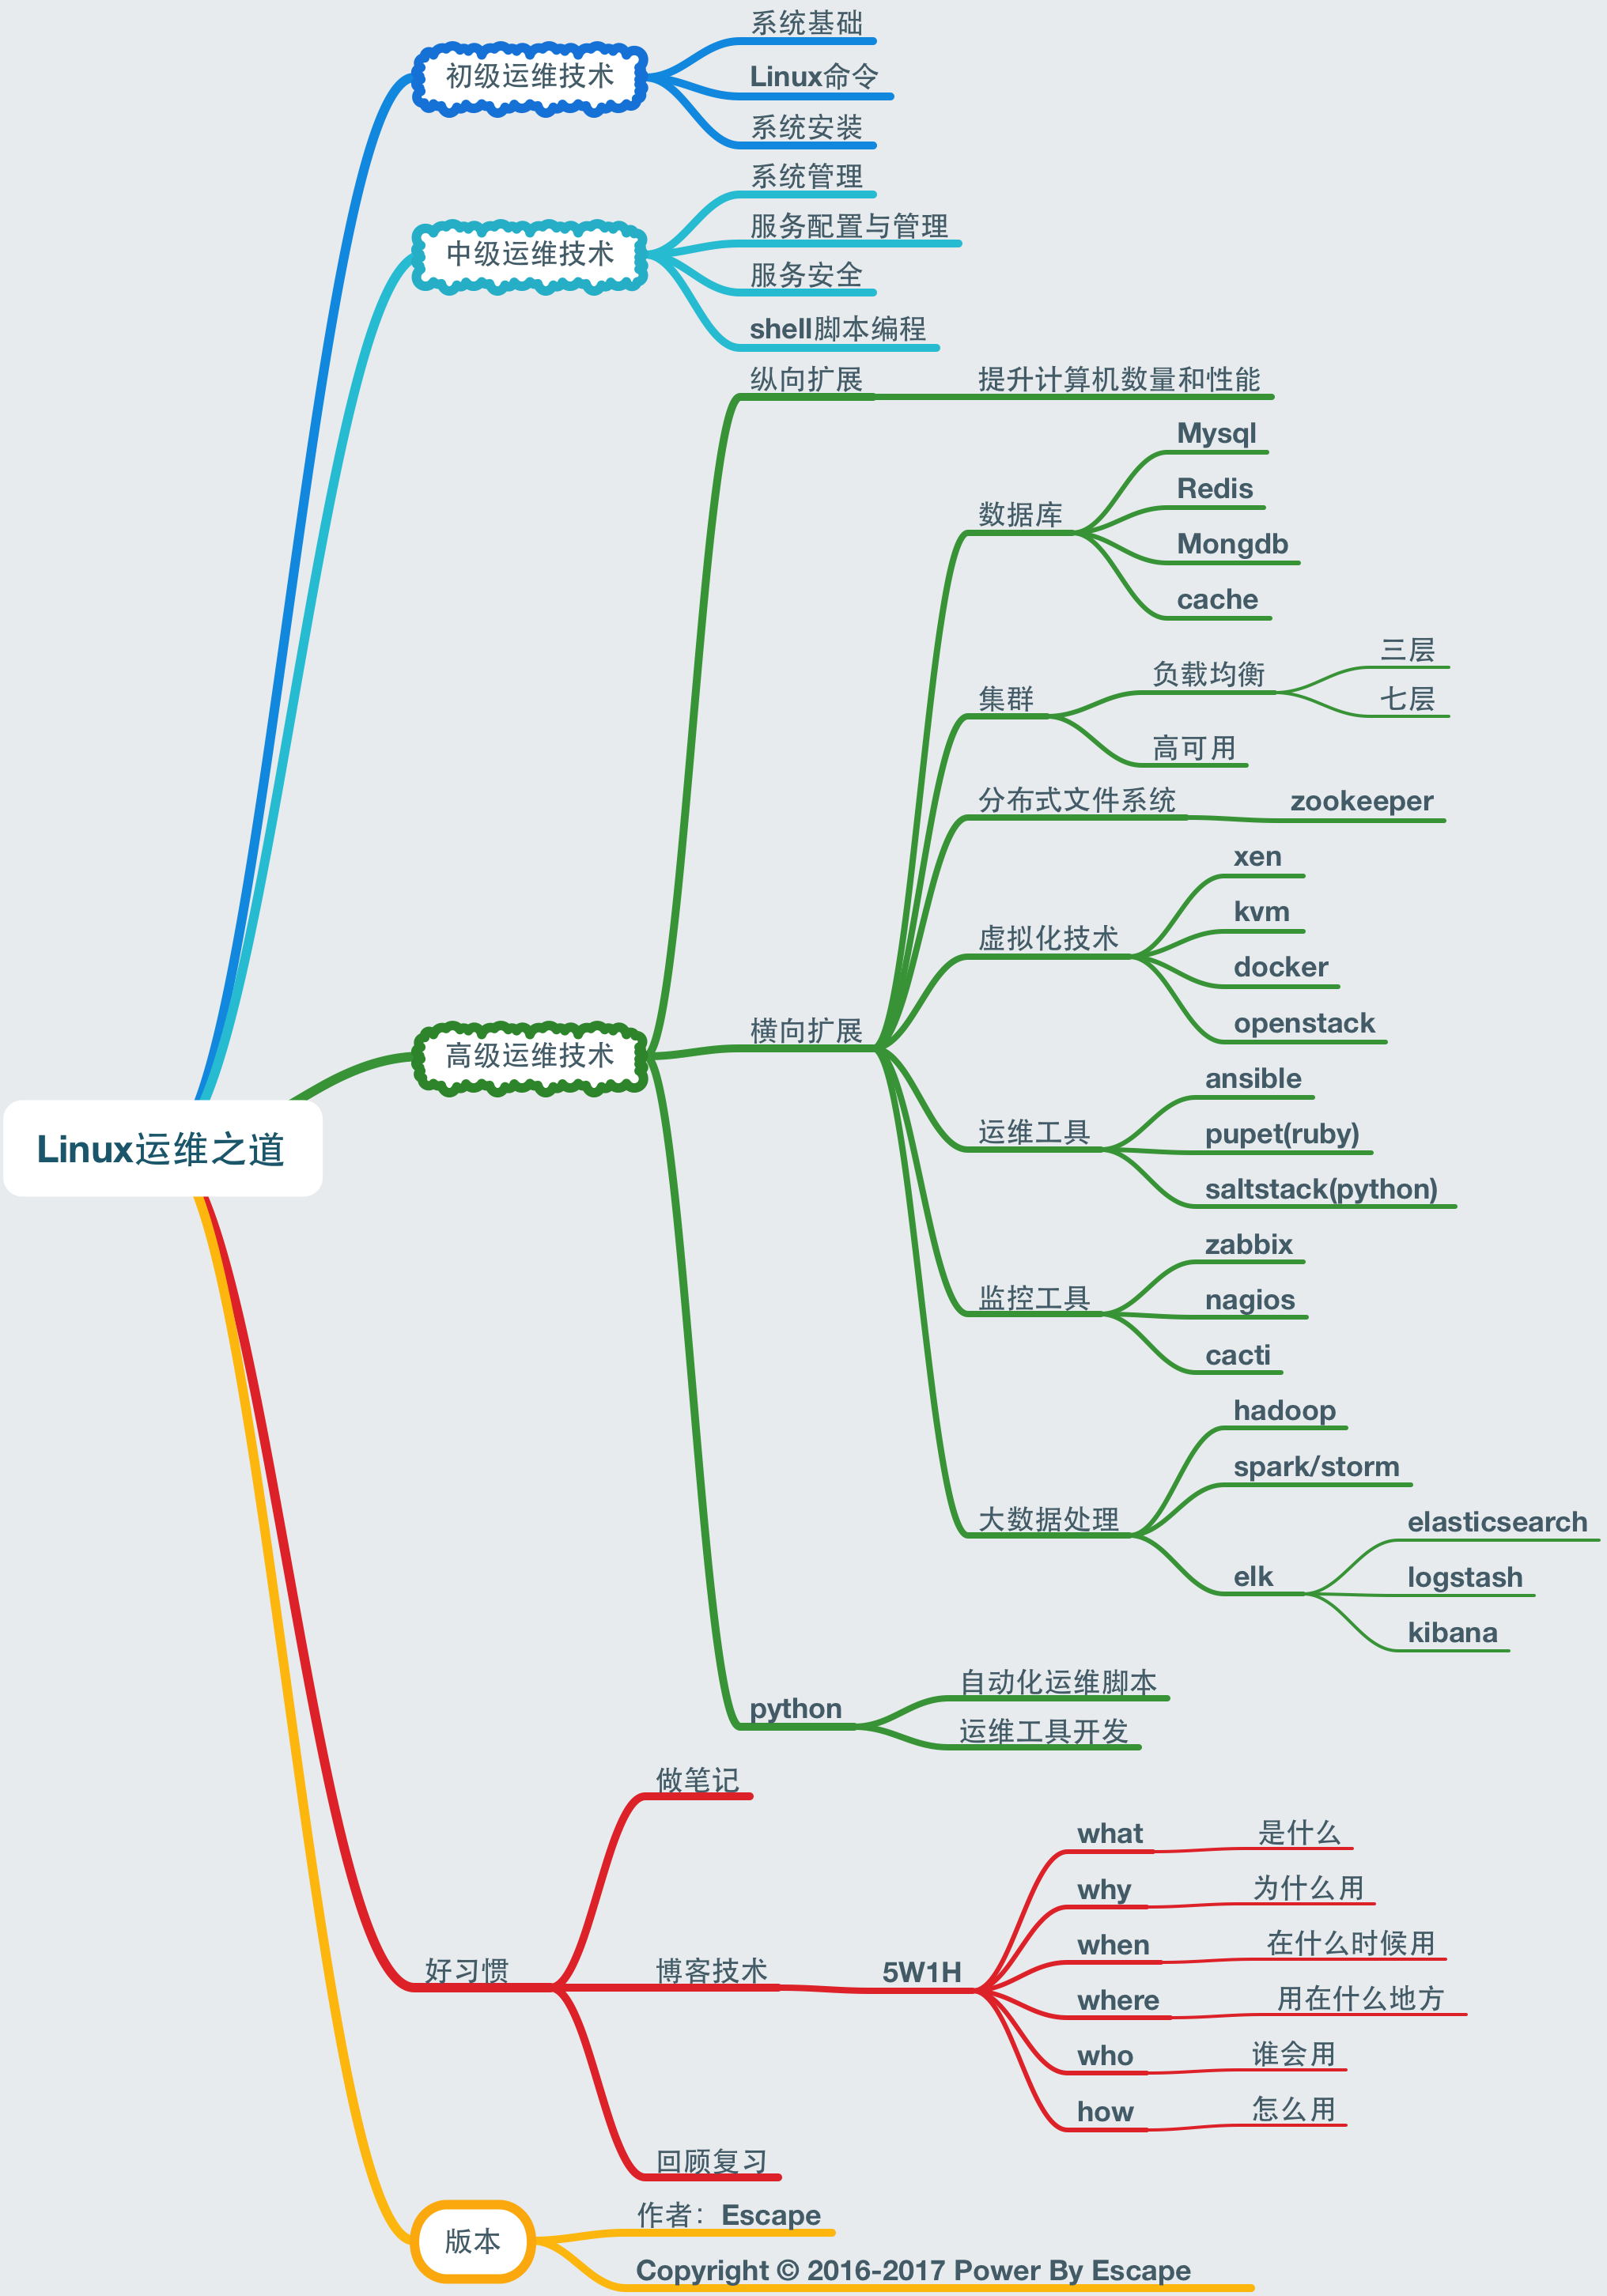 系统基础
初级运维技术
Linux命令
系统安装
系统管理
服务配置与管理
中级运维技术
服务安全
shell脚本编程
纵向扩展
提升计算机数量和性能
Mysql
Redis
数据库
Mongdb
cache
三层
负载均衡
七层
集群
高可用
分布式文件系统
zookeeper
xen
kvm
虚拟化技术
docker
openstack
横向扩展
高级运维技术
ansible
运维工具
pupet(ruby)
saltstack(python)
Linux运维之道
zabbix
监控工具
nagios
cacti
hadoop
spark/storm
大数据处理
elasticsearch
elk
logstash
kibana
自动化运维脚本
python
运维工具开发
做笔记
what
是什么
why
为什么用
when
在什么时候用
好习惯
博客技术
5W1H
where
用在什么地方
who
谁会用
how
怎么用
回顾复习
作者：Escape
版本
Copyright © 2016-2017 Power By Escape